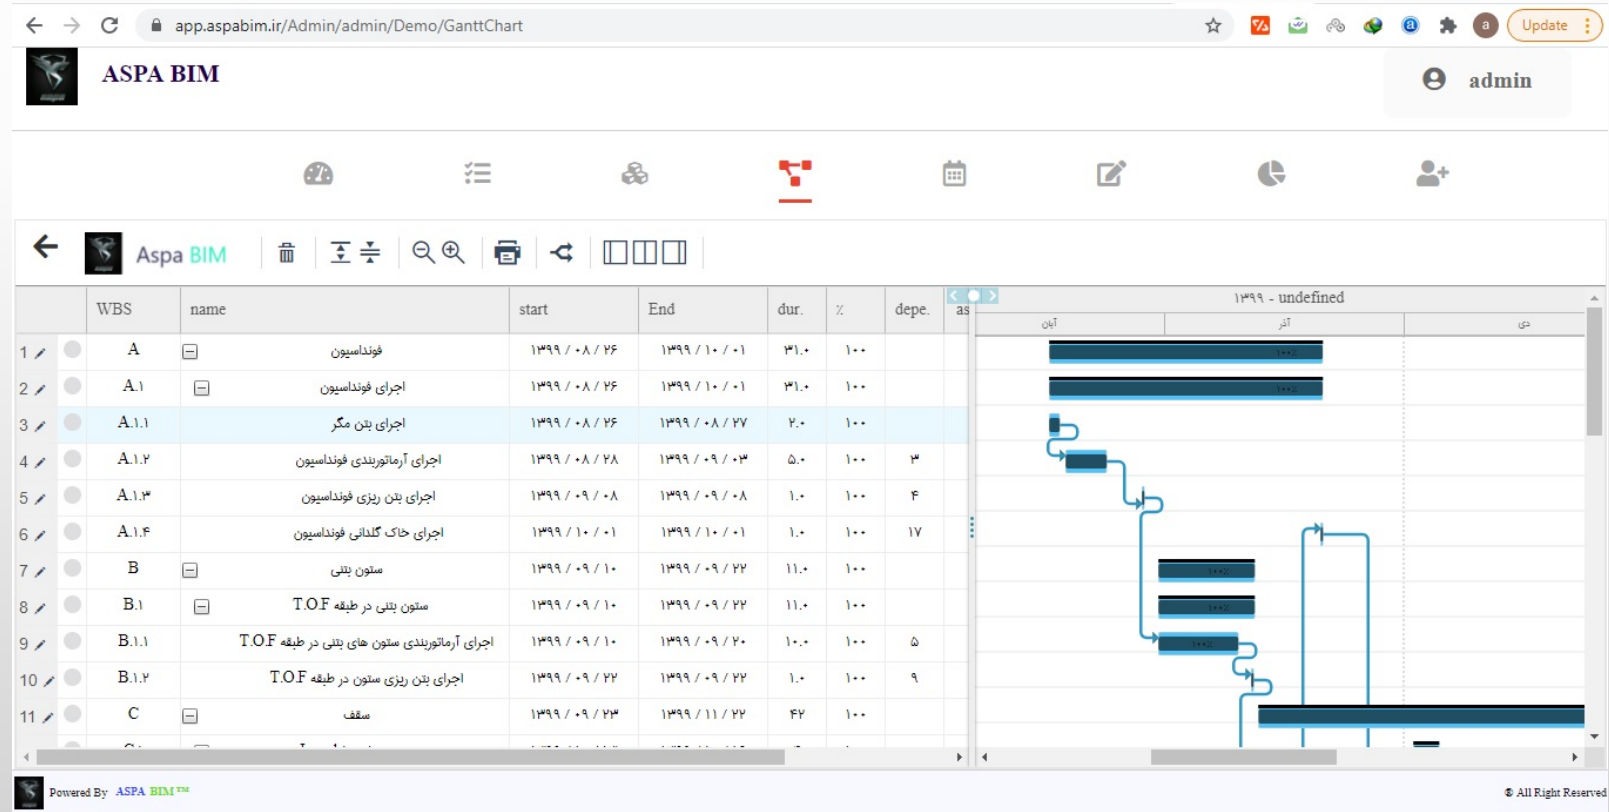 app.aspabim.ir/Admin/admin/Demo/GanttChart
a
Update
ASPA BIM
admin
Aspa BIM
WBS name start End dur. ٪ depe. as
۱۳۹۹ - undefined
آبان آذر دی
1 A فونداسیون ۱۳۹۹ / ۰۸ / ۲۶ ۱۳۹۹ / ۱۰ / ۰۱ ۳۱.۰ ۱۰۰ ۱۰۰٪
2 A.۱ اجرای فونداسیون ۱۳۹۹ / ۰۸ / ۲۶ ۱۳۹۹ / ۱۰ / ۰۱ ۳۱.۰ ۱۰۰ ۱۰۰٪
3 A.۱.۱ اجرای بتن مگر ۱۳۹۹ / ۰۸ / ۲۶ ۱۳۹۹ / ۰۸ / ۲۷ ۲.۰ ۱۰۰
4 A.۱.۲ اجرای آرماتوربندی فونداسیون ۱۳۹۹ / ۰۸ / ۲۸ ۱۳۹۹ / ۰۹ / ۰۳ ۵.۰ ۱۰۰ ۳
5 A.۱.۳ اجرای بتن ریزی فونداسیون ۱۳۹۹ / ۰۹ / ۰۸ ۱۳۹۹ / ۰۹ / ۰۸ ۱.۰ ۱۰۰ ۴
6 A.۱.۴ اجرای خاک گلدانی فونداسیون ۱۳۹۹ / ۱۰ / ۰۱ ۱۳۹۹ / ۱۰ / ۰۱ ۱.۰ ۱۰۰ ۱۷
7 B ستون بتنی ۱۳۹۹ / ۰۹ / ۱۰ ۱۳۹۹ / ۰۹ / ۲۲ ۱۱.۰ ۱۰۰ ۱۰۰٪
8 B.۱ ستون بتنی در طبقه T.O.F ۱۳۹۹ / ۰۹ / ۱۰ ۱۳۹۹ / ۰۹ / ۲۲ ۱۱.۰ ۱۰۰ ۱۰۰٪
9 B.۱.۱ اجرای آرماتوربندی ستون های بتنی در طبقه T.O.F ۱۳۹۹ / ۰۹ / ۱۰ ۱۳۹۹ / ۰۹ / ۲۰ ۱۰.۰ ۱۰۰ ۵ ۱۰۰٪
10 B.۱.۲ اجرای بتن ریزی ستون در طبقه T.O.F ۱۳۹۹ / ۰۹ / ۲۲ ۱۳۹۹ / ۰۹ / ۲۲ ۱.۰ ۱۰۰ ۹
11 C سقف ۱۳۹۹ / ۰۹ / ۲۳ ۱۳۹۹ / ۱۱ / ۲۲ ۴۲ ۱۰۰
Powered By ASPA BIM™
® All Right Reserved